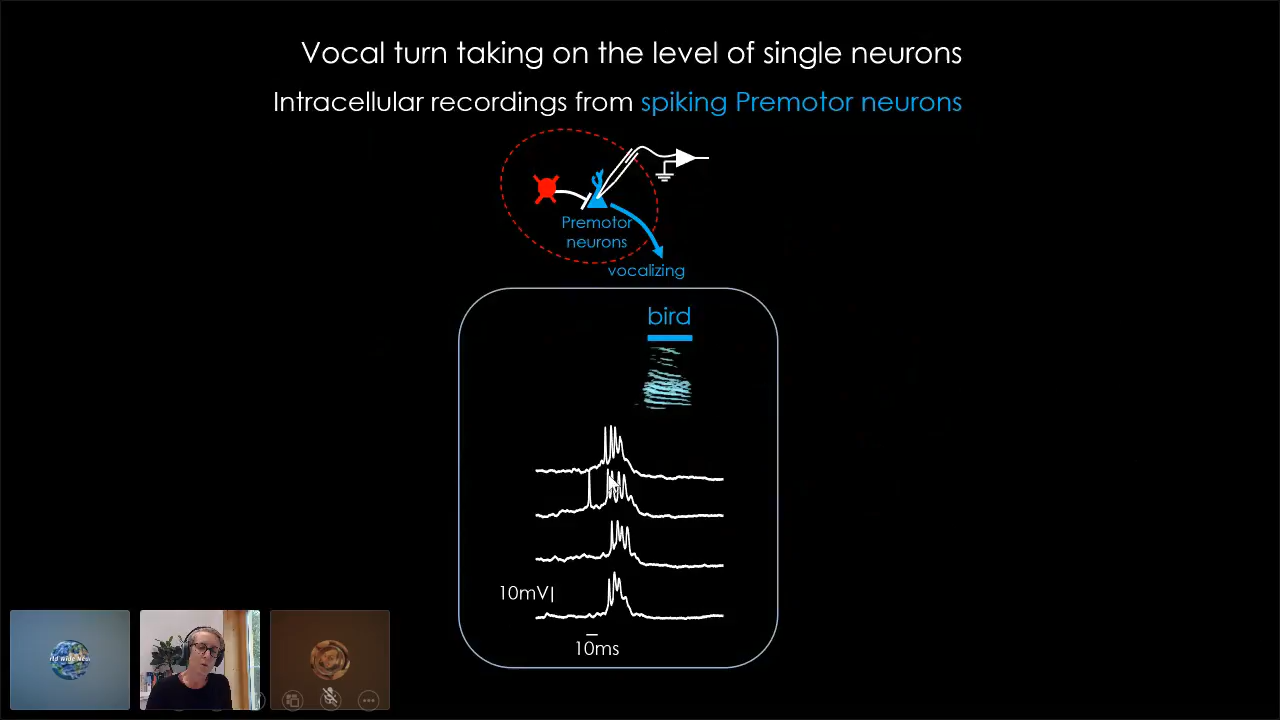 Vocal turn taking on the level of single neurons
Intracellular recordings from spiking Premotor neurons
Premotor
neurons
vocalizing
bird
10mV
10ms